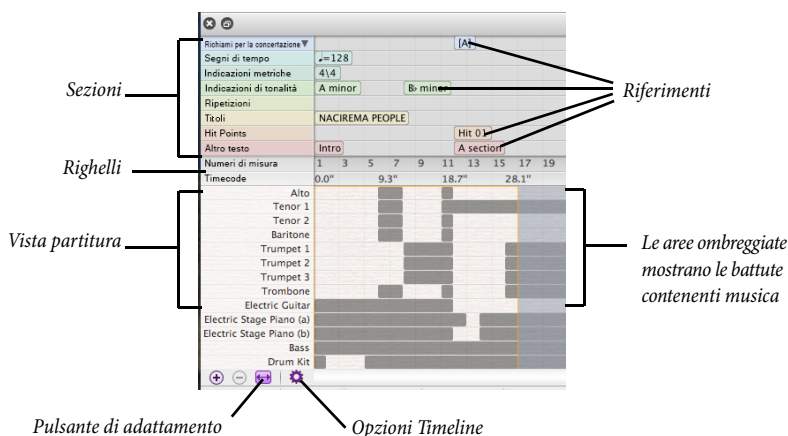 Richiami per la concertazione
[A]
Segni di tempo
♩=128
Indicazioni metriche
4\4
Indicazioni di tonalità
A minor
B♭ minor
Ripetizioni
Titoli
NACIREMA PEOPLE
Hit Points
Hit 01
Altro testo
Intro
A section
Numeri di misura
1 3 5 7 9 11 13 15 17 19
Timecode
0.0" 9.3" 18.7" 28.1"
Alto
Tenor 1
Tenor 2
Baritone
Trumpet 1
Trumpet 2
Trumpet 3
Trombone
Electric Guitar
Electric Stage Piano (a)
Electric Stage Piano (b)
Bass
Drum Kit
Sezioni
Righelli
Vista partitura
Riferimenti
Le aree ombreggiate
mostrano le battute
contenenti musica
Pulsante di adattamento
Opzioni Timeline